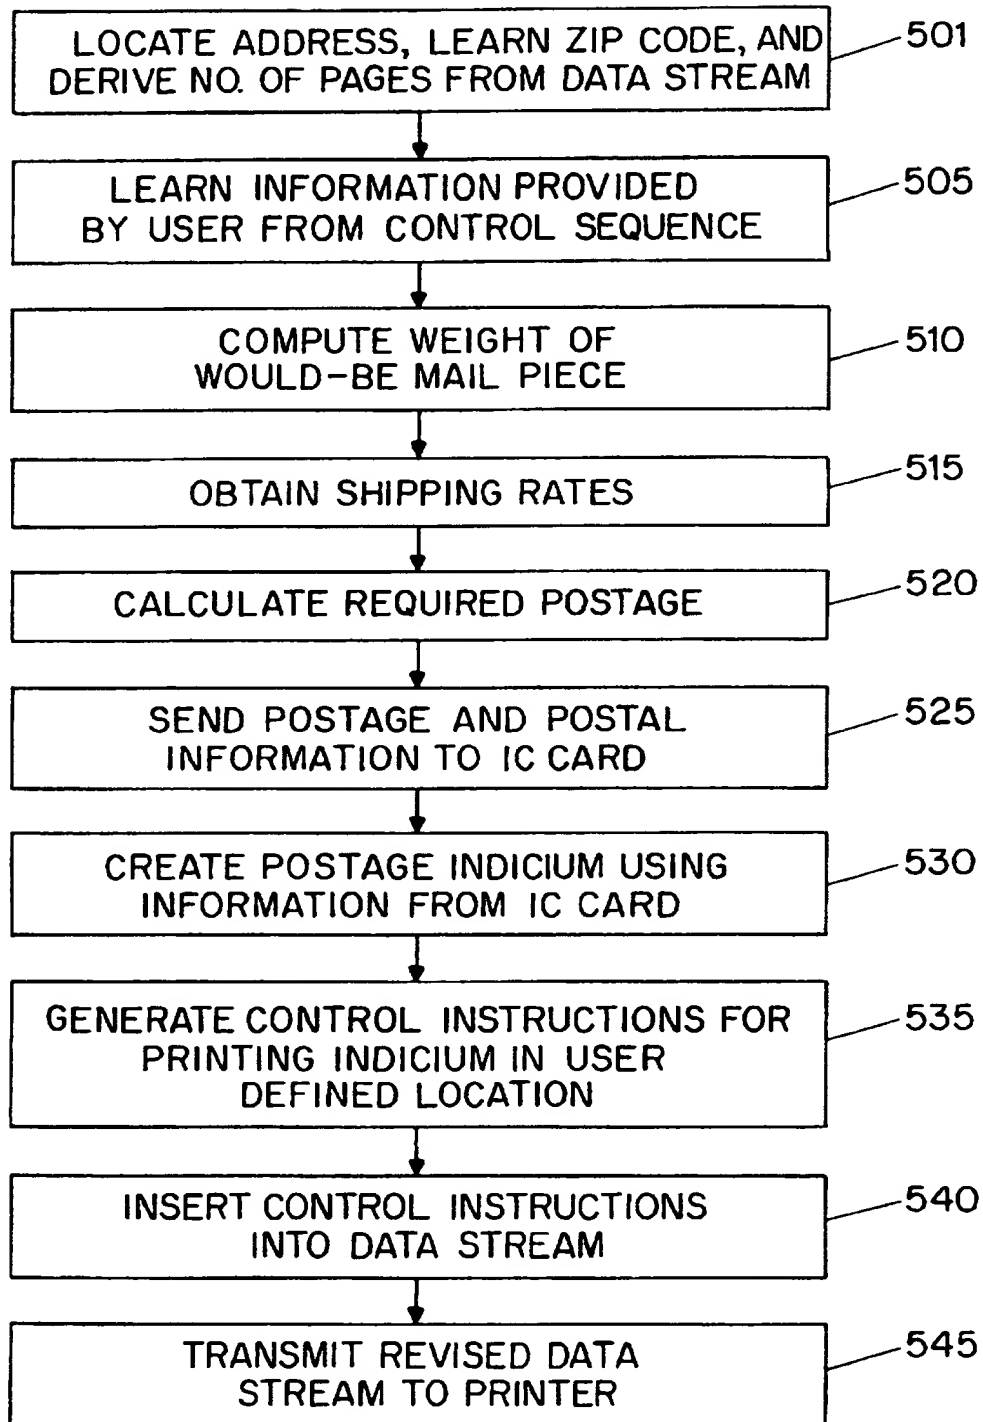 LOCATE ADDRESS, LEARN ZIP CODE, AND
DERIVE NO. OF PAGES FROM DATA STREAM
501
LEARN INFORMATION PROVIDED
BY USER FROM CONTROL SEQUENCE
505
COMPUTE WEIGHT OF
WOULD-BE MAIL PIECE
510
OBTAIN SHIPPING RATES
515
CALCULATE REQUIRED POSTAGE
520
SEND POSTAGE AND POSTAL
INFORMATION TO IC CARD
525
CREATE POSTAGE INDICIUM USING
INFORMATION FROM IC CARD
530
GENERATE CONTROL INSTRUCTIONS FOR
PRINTING INDICIUM IN USER
DEFINED LOCATION
535
INSERT CONTROL INSTRUCTIONS
INTO DATA STREAM
540
TRANSMIT REVISED DATA
STREAM TO PRINTER
545